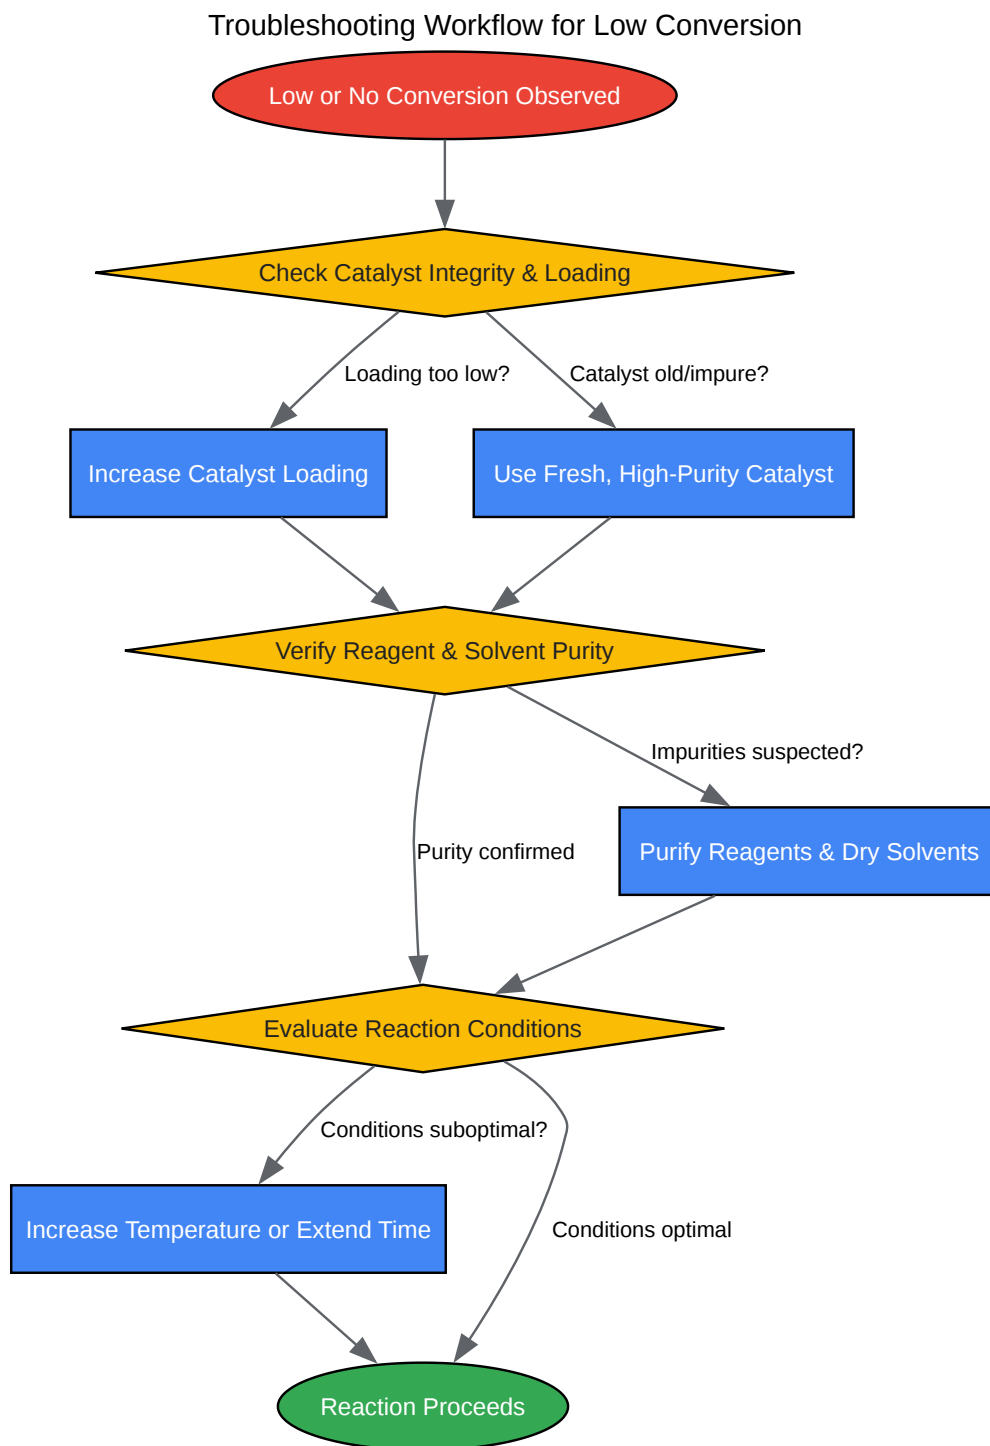 Troubleshooting Workflow for Low Conversion
Low or No Conversion Observed
Check Catalyst Integrity & Loading
Loading too low?
Catalyst old/impure?
Increase Catalyst Loading
Use Fresh, High-Purity Catalyst
Verify Reagent & Solvent Purity
Impurities suspected?
Purity confirmed
Purify Reagents & Dry Solvents
Evaluate Reaction Conditions
Conditions suboptimal?
Increase Temperature or Extend Time
Conditions optimal
Reaction Proceeds